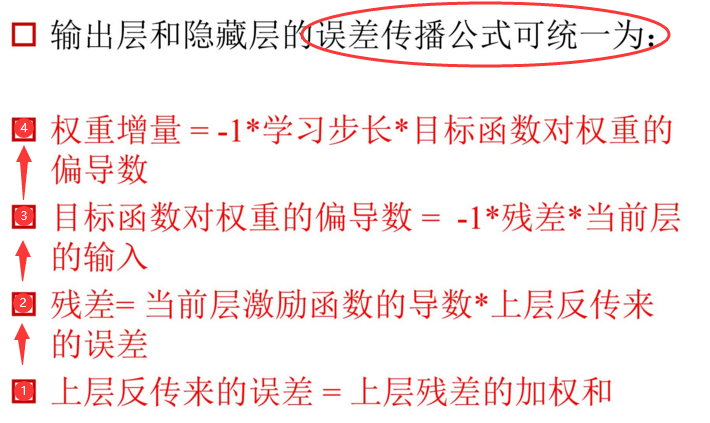 输出层和隐藏层的误差传播公式可统一为：
④ 权重增量 = -1*学习步长*目标函数对权重的
偏导数
③ 目标函数对权重的偏导数 = -1*残差*当前层
的输入
② 残差= 当前层激励函数的导数*上层反传来
的误差
① 上层反传来的误差 = 上层残差的加权和